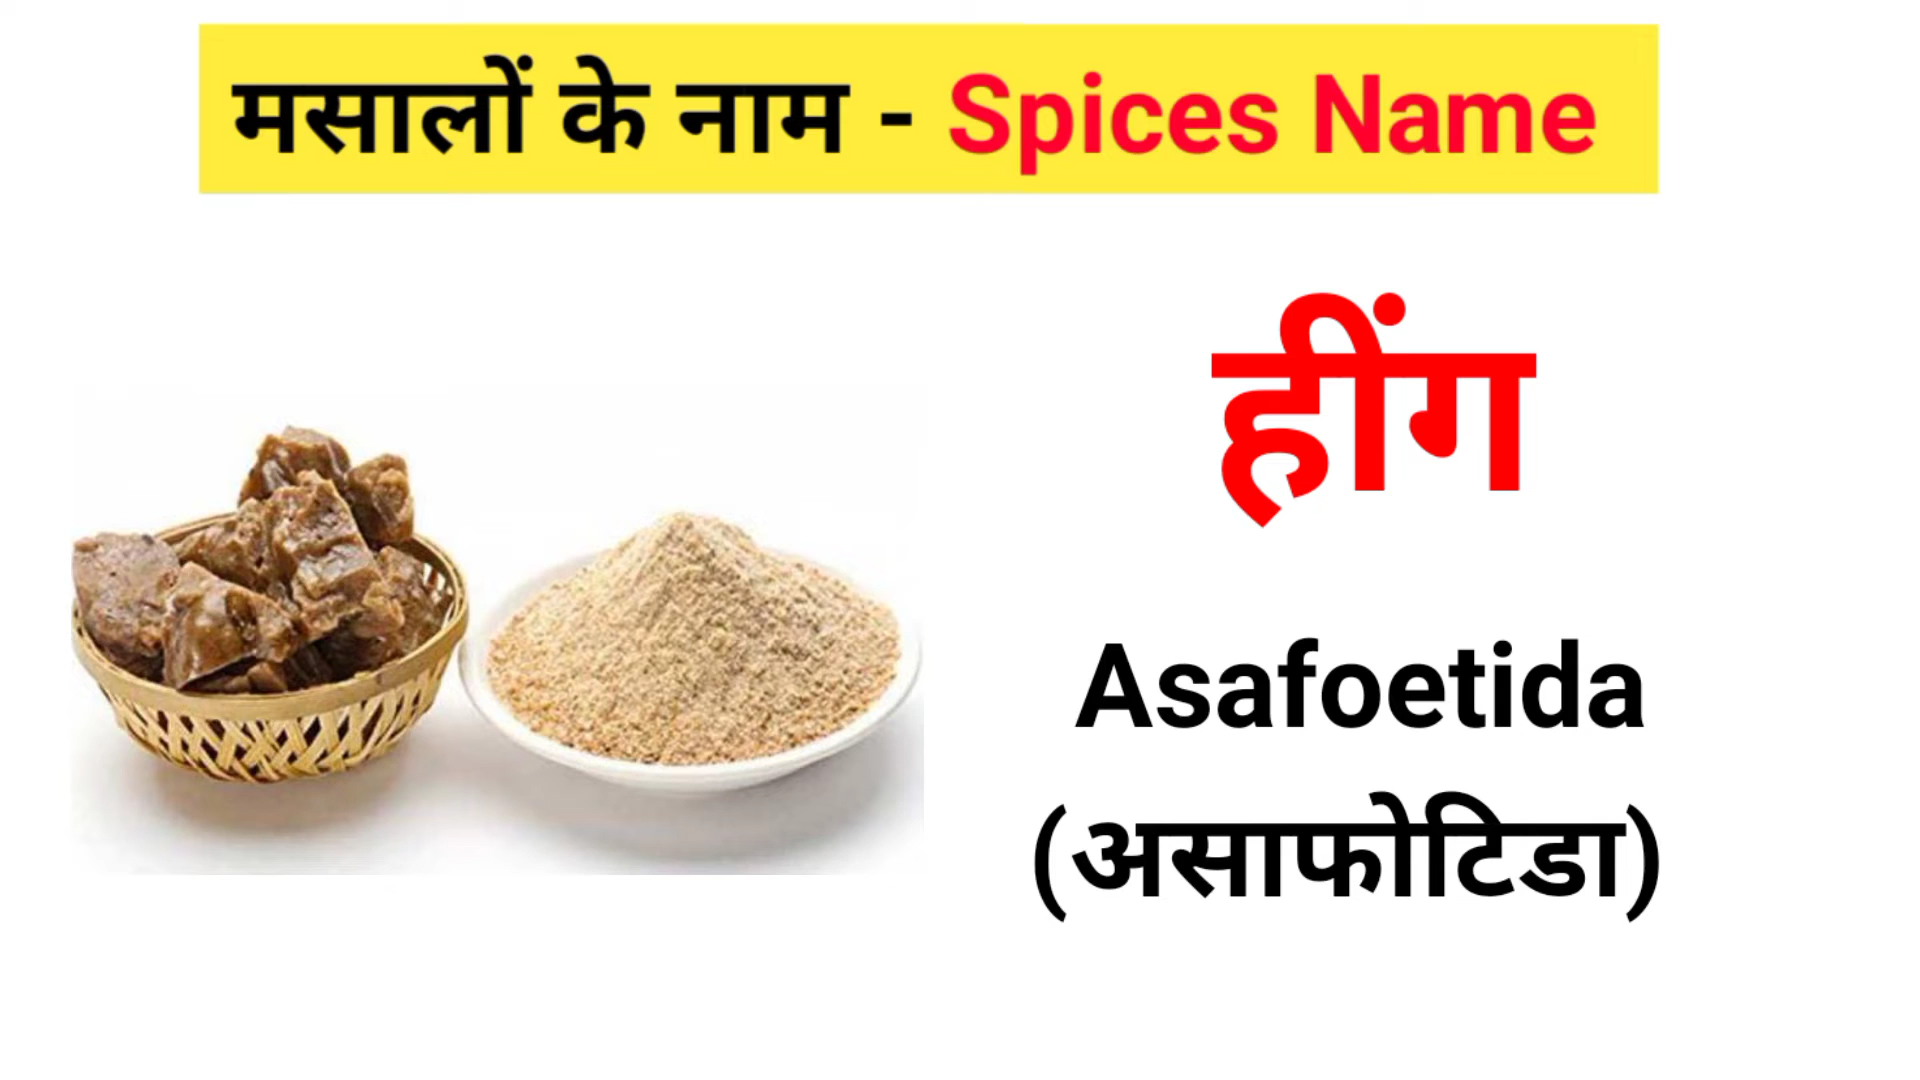 मसालों के नाम - Spices Name
हींग
Asafoetida
(असाफोटिडा)